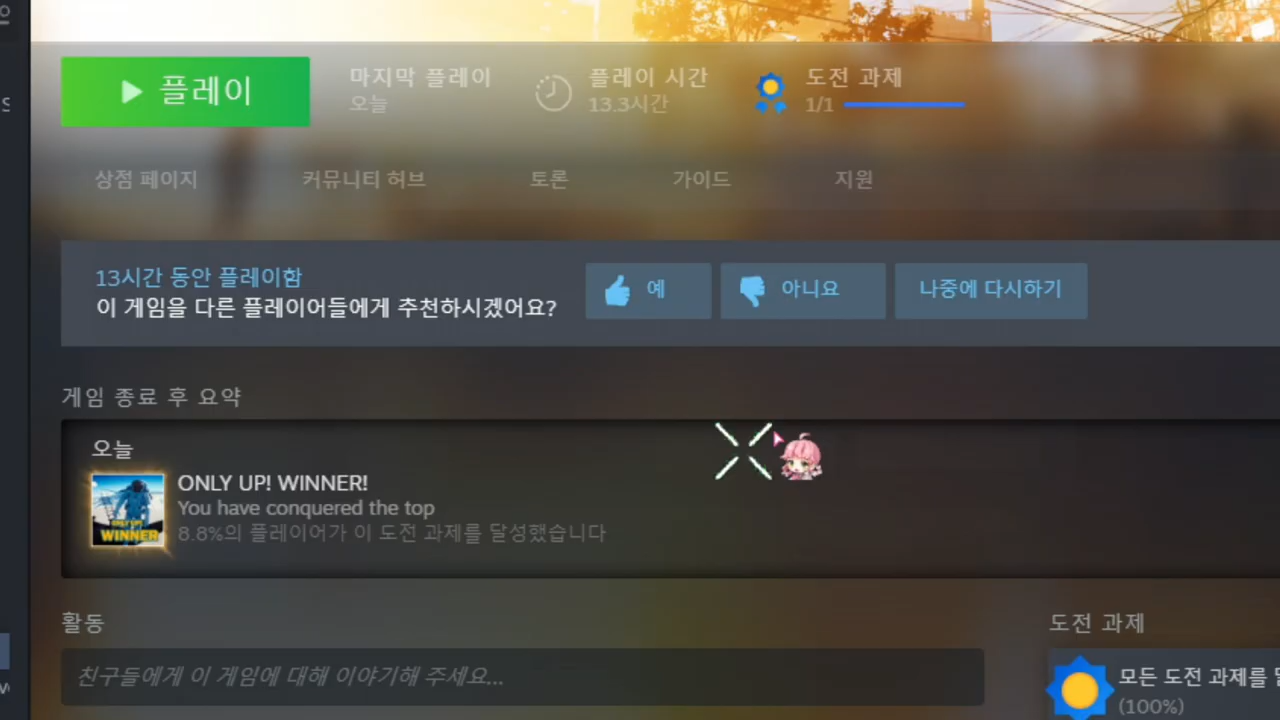 플레이
마지막 플레이
오늘
플레이 시간
13.3시간
도전 과제
1/1
상점 페이지
커뮤니티 허브
토론
가이드
지원
13시간 동안 플레이함
이 게임을 다른 플레이어들에게 추천하시겠어요?
예
아니요
나중에 다시하기
게임 종료 후 요약
오늘
ONLY UP! WINNER!
You have conquered the top
8.8%의 플레이어가 이 도전 과제를 달성했습니다
ONLY UP!
WINNER
활동
도전 과제
친구들에게 이 게임에 대해 이야기해 주세요...
모든 도전 과제를
(100%)